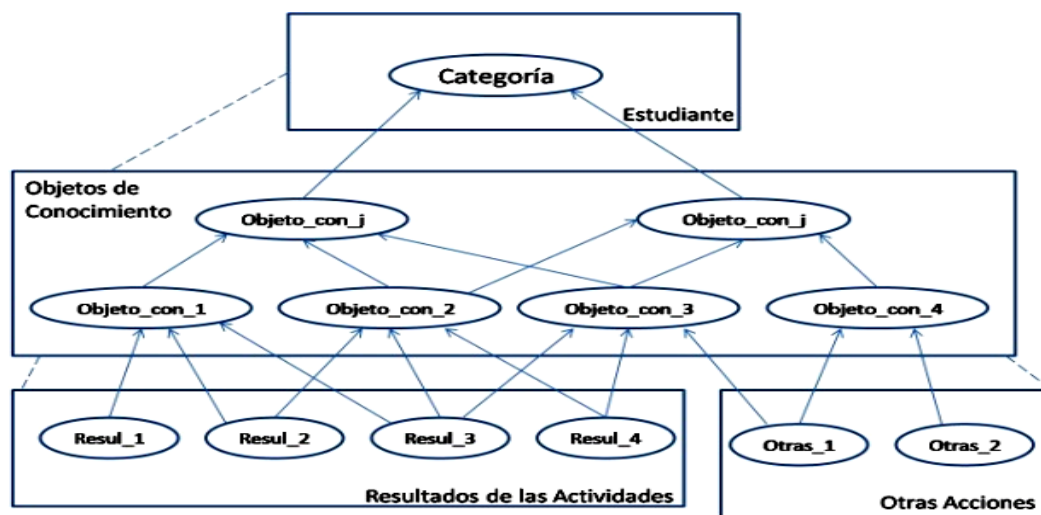 Categoría
Estudiante
Objetos de
Conocimiento
Objeto_con_j
Objeto_con_j
Objeto_con_1
Objeto_con_2
Objeto_con_3
Objeto_con_4
Resul_1
Resul_2
Resul_3
Resul_4
Resultados de las Actividades
Otras_1
Otras_2
Otras Acciones